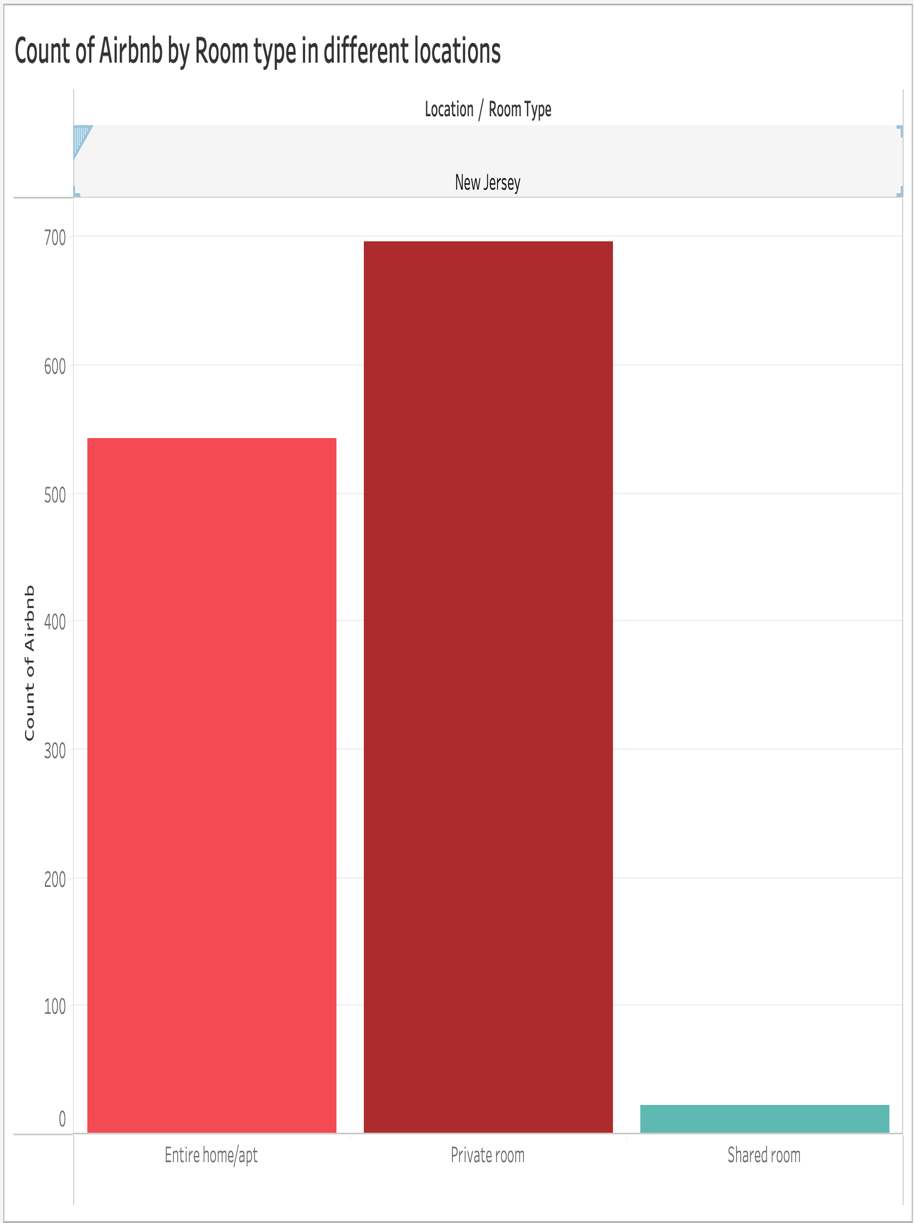 Count of Airbnb by Room type in different locations
Location / Room Type
New Jersey
700
600
500
400
300
200
100
0
Count of Airbnb
Entire home/apt
Private room
Shared room